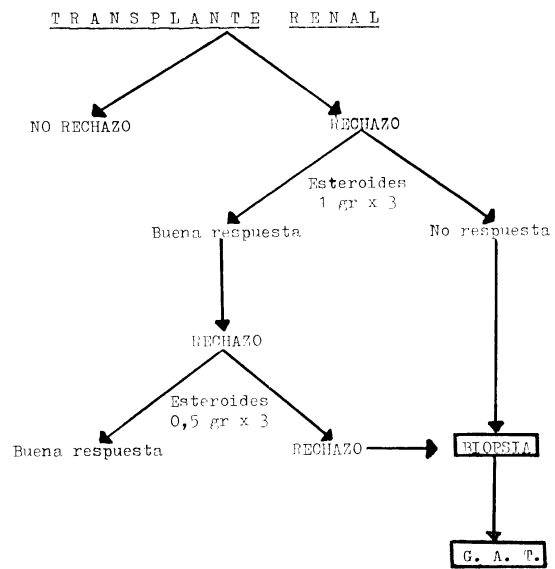 TRANSPLANTE RENAL
NO RECHAZO
RECHAZO
Esteroides
1 gr x 3
Buena respuesta
No respuesta
RECHAZO
Esteroides
0,5 gr x 3
Buena respuesta
RECHAZO
BIOPSIA
G. A. T.